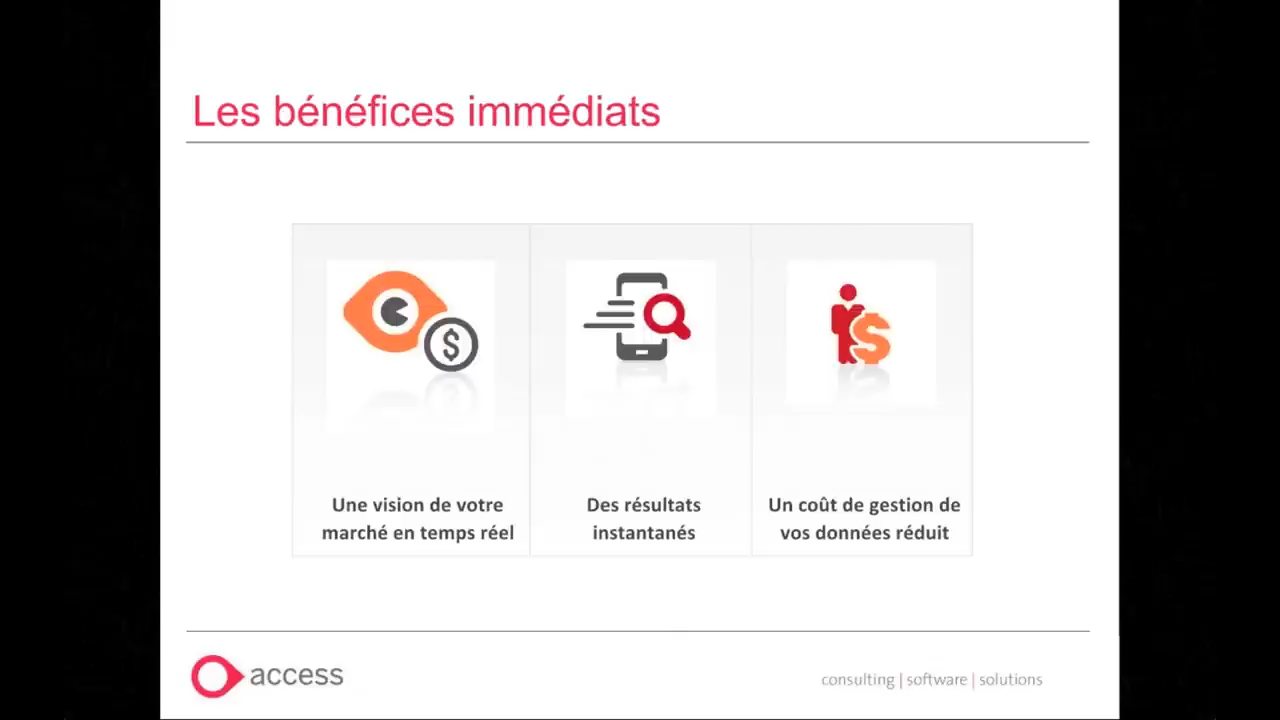 Les bénéfices immédiats
$
Une vision de votre
marché en temps réel
Des résultats
instantanés
$
Un coût de gestion de
vos données réduit
access
consulting | software | solutions